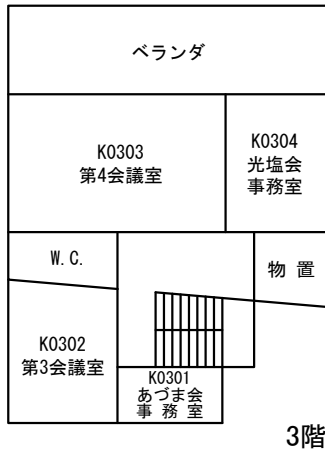 ベランダ
K0303
第4会議室
K0304
光塩会
事務室
W.C.
物 置
K0302
第3会議室
K0301
あづま会
事 務 室
3階